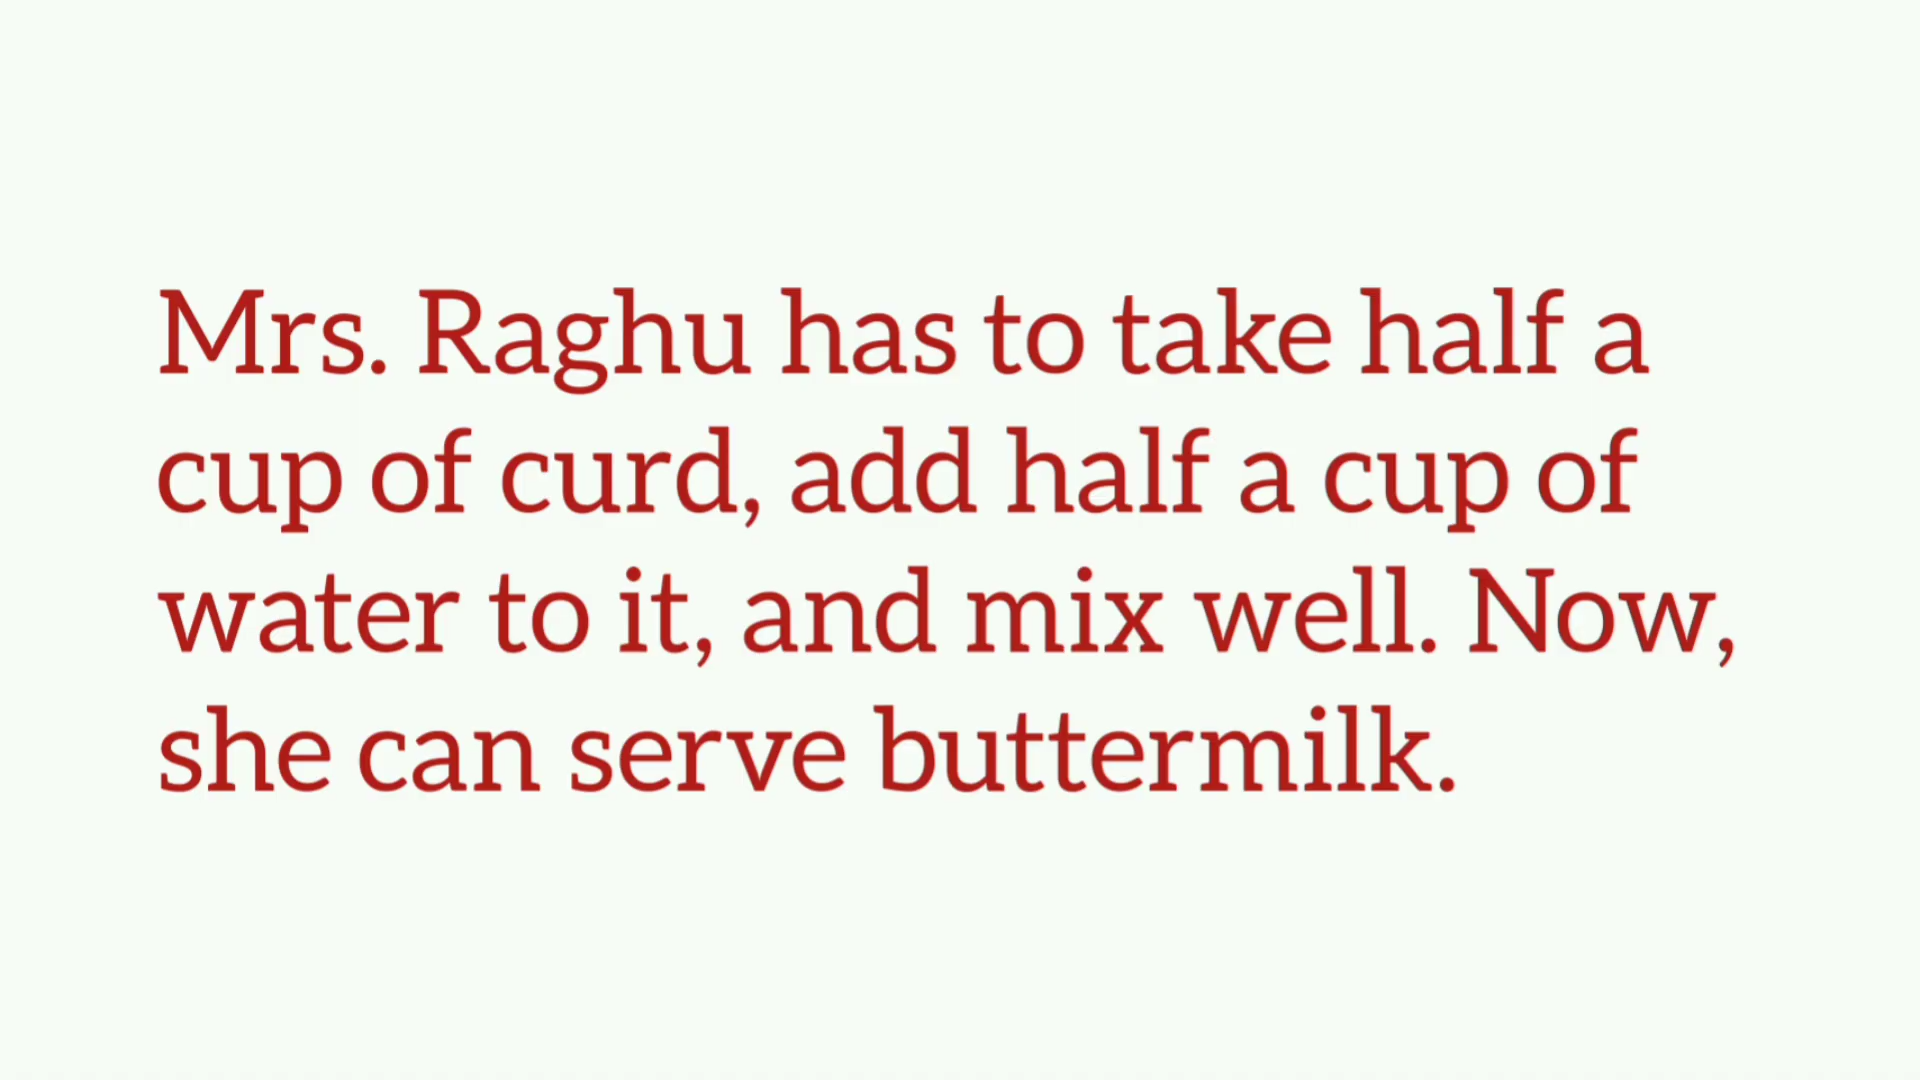 Mrs. Raghu has to take half a
cup of curd, add half a cup of
water to it, and mix well. Now,
she can serve buttermilk.